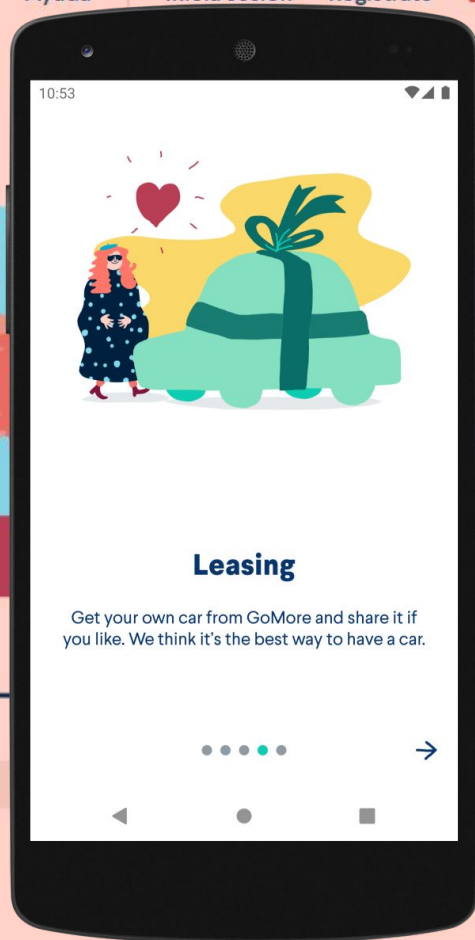 10:53
Leasing
Get your own car from GoMore and share it if
you like. We think it's the best way to have a car.